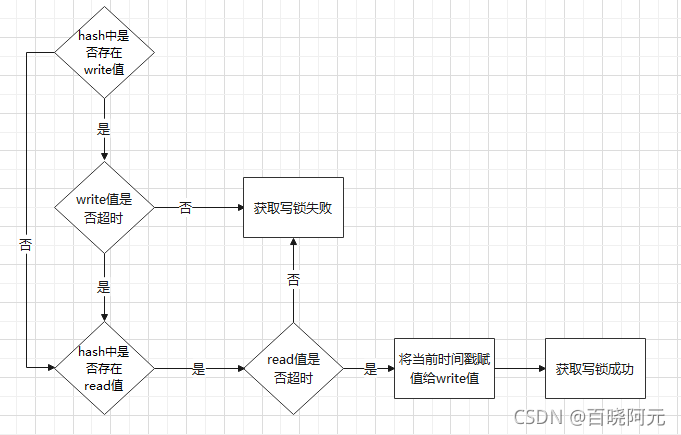 hash中是
否存在
write值
是
write值是
否超时
否
获取写锁失败
否
是
否
hash中是
否存在
read值
是
read值是
否超时
是
将当前时间戳赋
值给write值
获取写锁成功
CSDN @百晓阿元